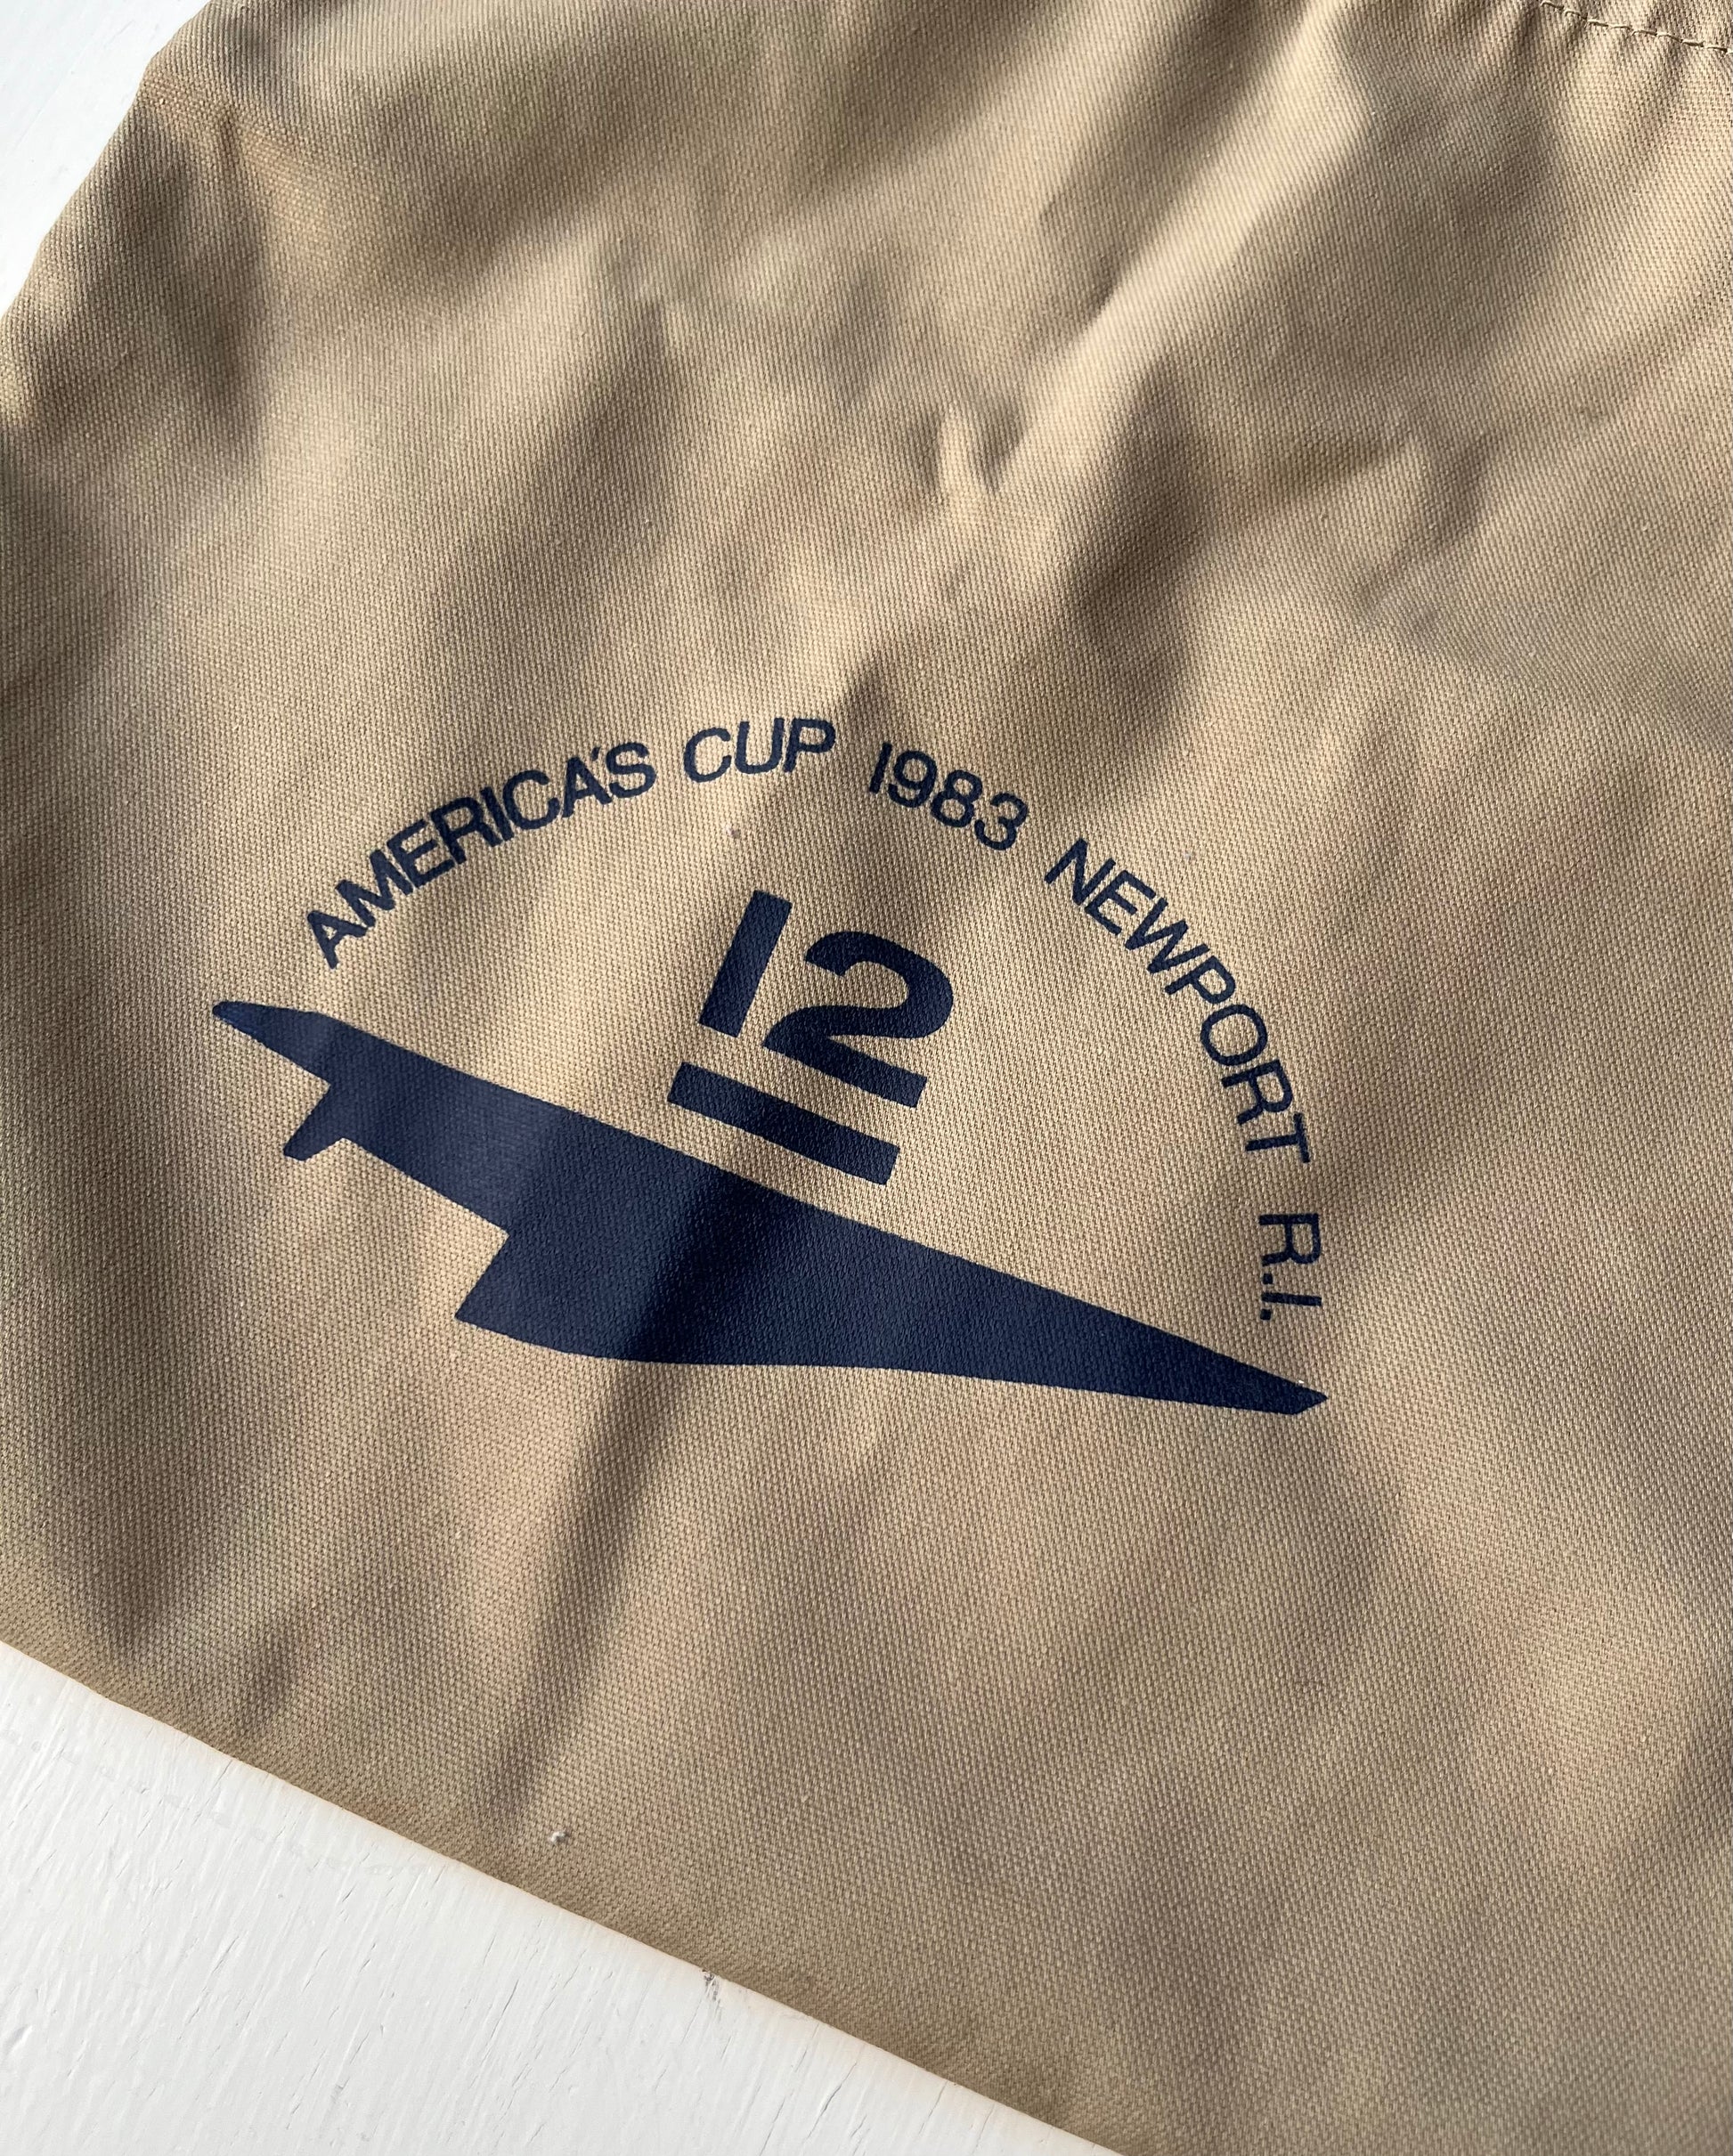 AMERICA'S CUP 1983 NEWPORT R.I.
12